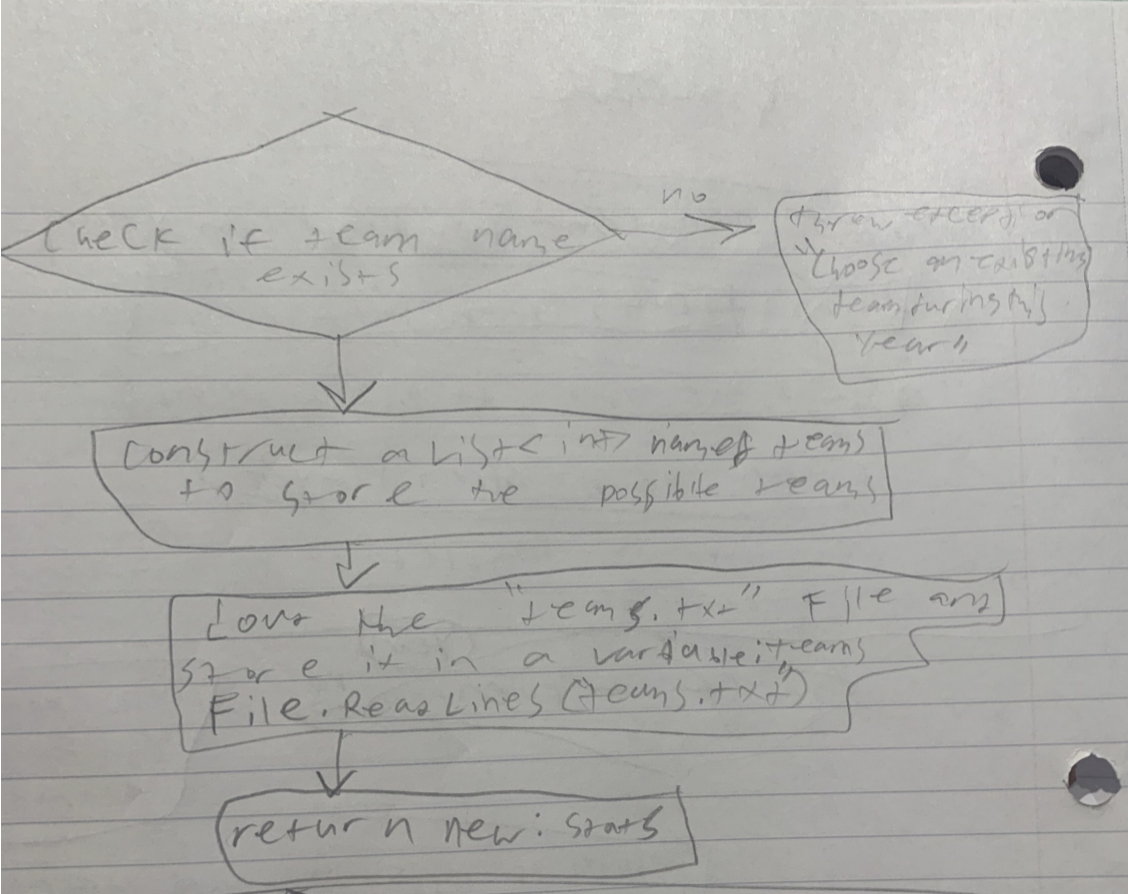 Check if team name
exists
no
throw exception
"Choose an existing
team during this
year"
construct a List<int> named teams
to store the possible teams
Load the "teams.txt" File and
store it in a variable: teams
File.ReadLines(teams.txt")
return new: stats